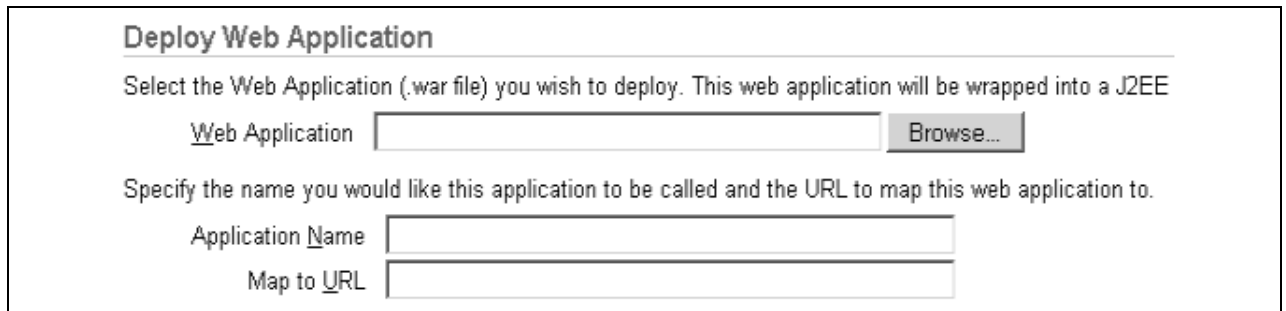 Deploy Web Application
Select the Web Application (.war file) you wish to deploy. This web application will be wrapped into a J2EE
Web Application Browse...
Specify the name you would like this application to be called and the URL to map this web application to.
Application Name
Map to URL